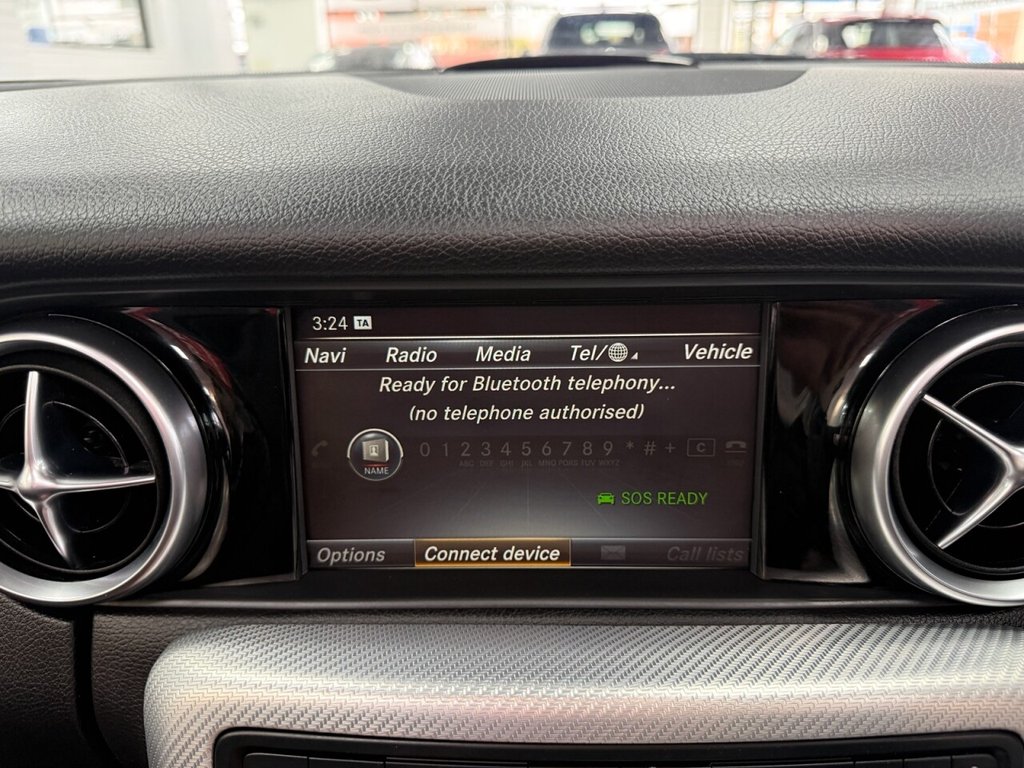 3:24 TA
Navi Radio Media Tel/ Vehicle
Ready for Bluetooth telephony...
(no telephone authorised)
NAME
0 1 2 3 4 5 6 7 8 9 * # + C
ABC DEF GHI JKL MNO PQRS TUV WXYZ
SOS READY
Options Connect device Call lists